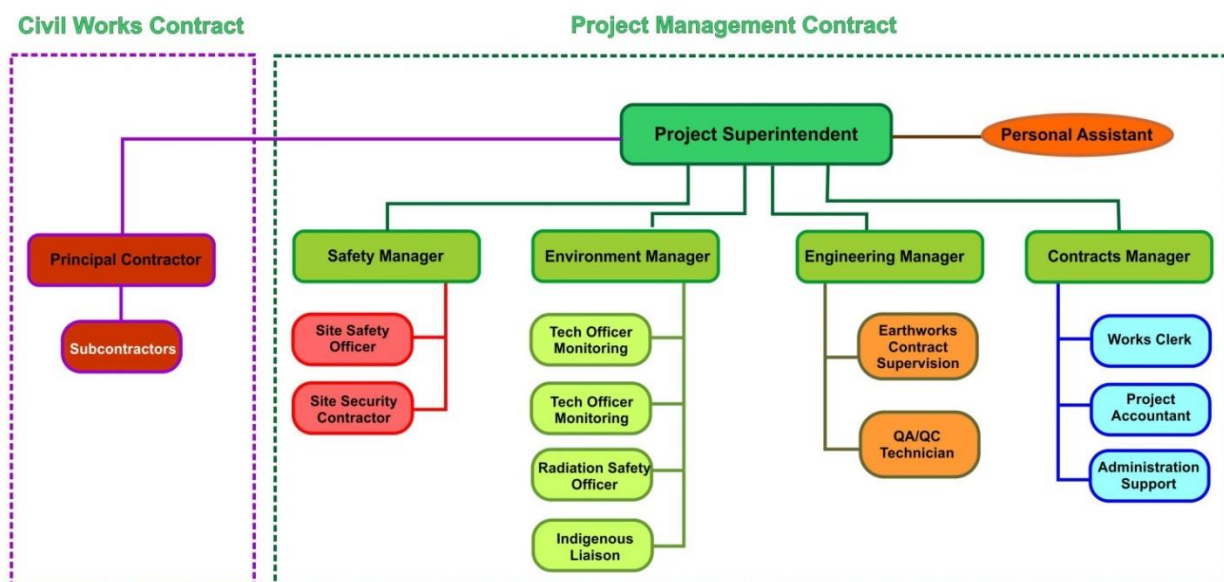 Civil Works Contract
Project Management Contract
Project Superintendent
Personal Assistant
Principal Contractor
Subcontractors
Safety Manager
Site Safety
Officer
Site Security
Contractor
Environment Manager
Tech Officer
Monitoring
Tech Officer
Monitoring
Radiation Safety
Officer
Indigenous
Liaison
Engineering Manager
Earthworks
Contract
Supervision
QA/QC
Technician
Contracts Manager
Works Clerk
Project
Accountant
Administration
Support